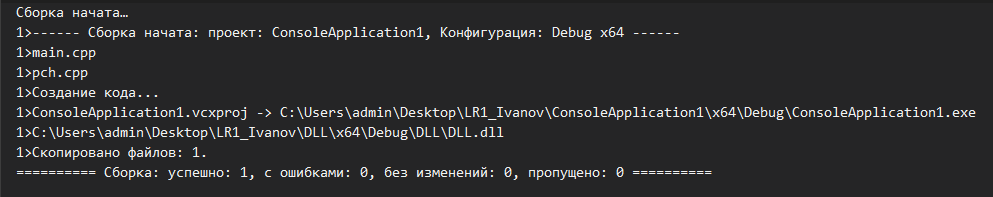 Сборка начата…
1>------ Сборка начата: проект: ConsoleApplication1, Конфигурация: Debug x64 ------
1>main.cpp
1>pch.cpp
1>Создание кода...
1>ConsoleApplication1.vcxproj -> C:\Users\admin\Desktop\LR1_Ivanov\ConsoleApplication1\x64\Debug\ConsoleApplication1.exe
1>C:\Users\admin\Desktop\LR1_Ivanov\DLL\x64\Debug\DLL\DLL.dll
1>Скопировано файлов: 1.
========== Сборка: успешно: 1, с ошибками: 0, без изменений: 0, пропущено: 0 ==========